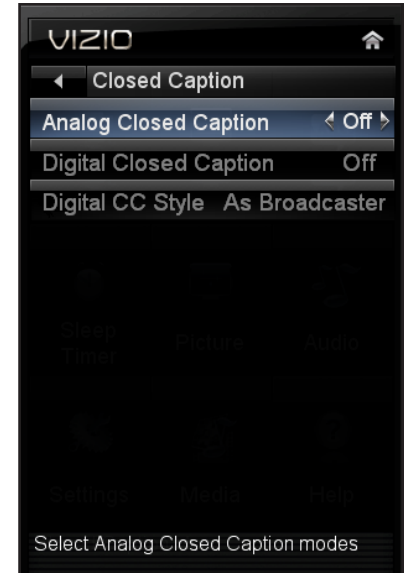 VIZIO
Closed Caption
Analog Closed Caption Off
Digital Closed Caption Off
Digital CC Style As Broadcaster
Sleep Timer
Picture
Audio
Settings
Media
Help
Select Analog Closed Caption modes